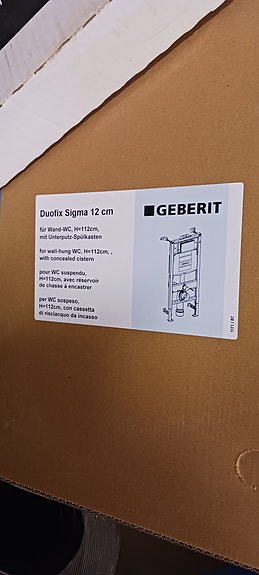 Duofix Sigma 12 cm
GEBERIT
für Wand-WC, H=112cm,
mit Unterputz-Spülkasten
for wall-hung WC, H=112cm, ,
with concealed cistern
pour WC suspendu,
H=112cm, avec réservoir
de chasse à encastrer
per WC sospeso,
H=112cm, con cassetta
di risciacquo da incasso